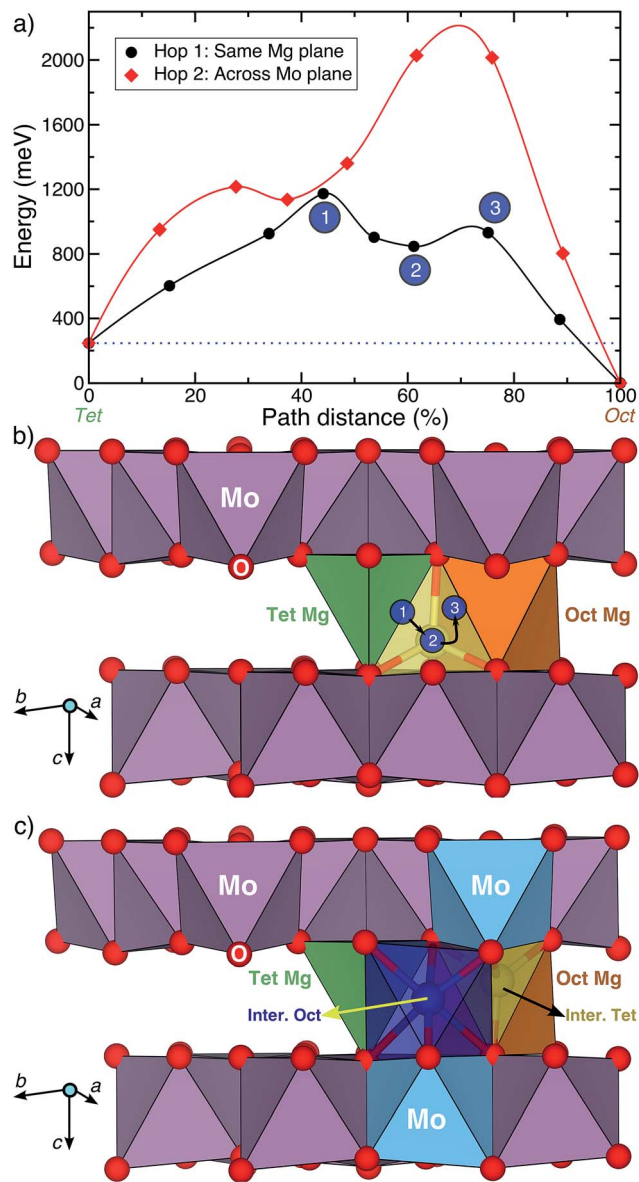 a)
Hop 1: Same Mg plane
Hop 2: Across Mo plane
Energy (meV)
2000
1600
1200
800
400
0
1
2
3
0
20
40
60
80
100
Tet
Path distance (%)
Oct
b)
Mo
O
Tet Mg
1
2
3
Oct Mg
b
a
c
c)
Mo
Mo
O
Tet Mg
Oct Mg
Inter. Oct
Inter. Tet
b
a
c
Mo